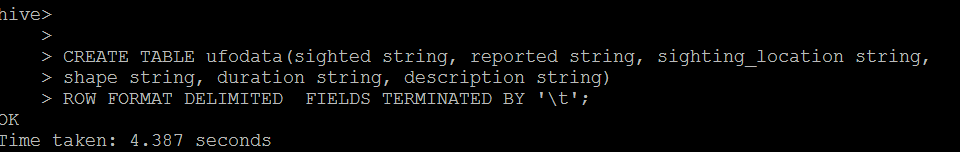 hive>
    >
    > CREATE TABLE ufodata(sighted string, reported string, sighting_location string,
    > shape string, duration string, description string)
    > ROW FORMAT DELIMITED  FIELDS TERMINATED BY '\t';
OK
Time taken: 4.387 seconds